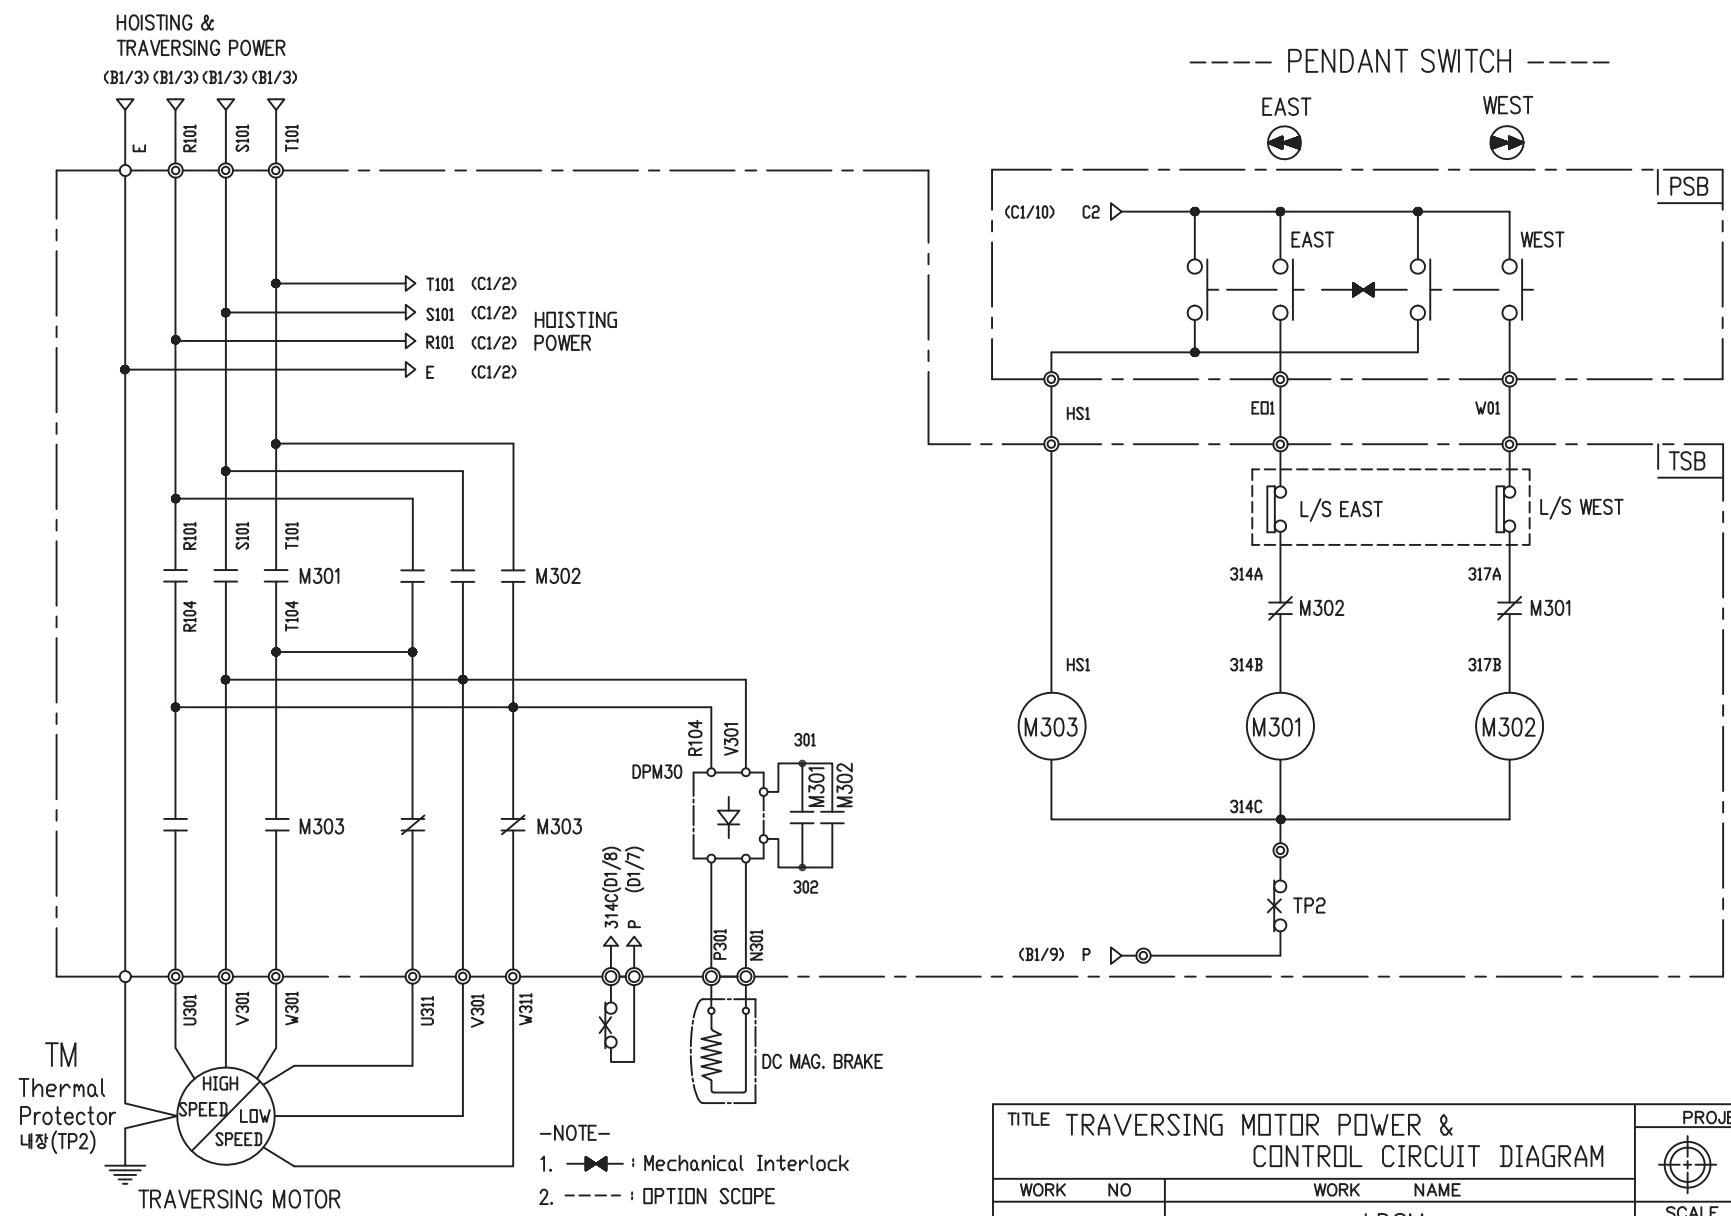 HOISTING &
TRAVERSING POWER
(B1/3) (B1/3) (B1/3) (B1/3)
E R101 S101 T101
---- PENDANT SWITCH ----
EAST WEST
PSB
(C1/10) C2
EAST WEST
T101 (C1/2)
S101 (C1/2)
R101 (C1/2)
E (C1/2)
HOISTING
POWER
HS1 E01 W01
TSB
L/S EAST L/S WEST
R101 S101 T101
M301 M302
R104 T104
314A 317A
M302 M301
HS1 314B 317B
M303 M301 M302
314C
R104 V301
DPM30
301
M301 M302
302
M303 M303
314C(D1/8)
P (D1/7)
P301 N301
TP2
(B1/9) P
U301 V301 W301 U311 V301 W311
TM
Thermal
Protector
내장(TP2)
HIGH
SPEED
LOW
SPEED
TRAVERSING MOTOR
DC MAG. BRAKE
-NOTE-
1. : Mechanical Interlock
2. ---- : OPTION SCOPE
TITLE TRAVERSING MOTOR POWER &
CONTROL CIRCUIT DIAGRAM
PROJE
WORK NO WORK NAME
SCALE